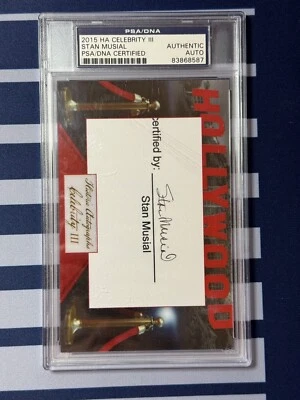 PSA/DNA
2015 HA CELEBRITY III
STAN MUSIAL
PSA/DNA CERTIFIED
AUTHENTIC
AUTO
83868587
HOLLYWOOD
certified by:
Stan Musial
Stan Musial
Historic Autographs
Celebrity III